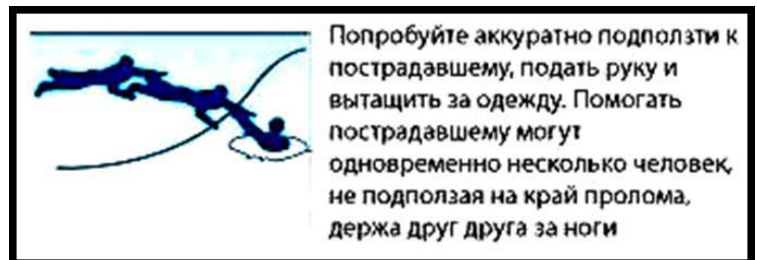 Попробуйте аккуратно подползти к
пострадавшему, подать руку и
вытащить за одежду. Помогать
пострадавшему могут
одновременно несколько человек,
не подползая на край пролома,
держа друг друга за ноги